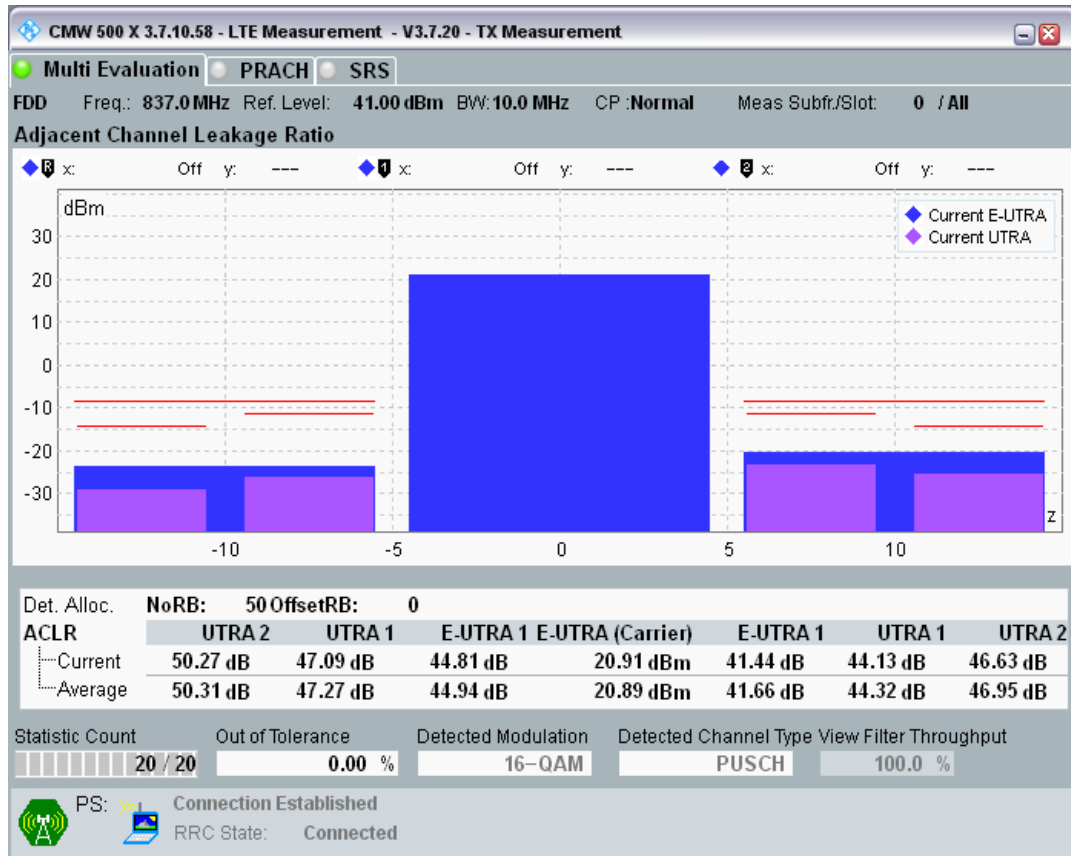 CMW 500 X 3.7.10.58 - LTE Measurement - V3.7.20 - TX Measurement
Multi Evaluation PRACH SRS
FDD Freq.: 837.0 MHz Ref. Level: 41.00 dBm BW: 10.0 MHz CP :Normal Meas Subfr./Slot: 0 / All
Adjacent Channel Leakage Ratio
R x: Off y: --- 1 x: Off y: --- 2 x: Off y: ---
dBm
Current E-UTRA
Current UTRA
30
20
10
0
-10
-20
-30
z
-10 -5 0 5 10
Det. Alloc. NoRB: 50 OffsetRB: 0
ACLR UTRA 2 UTRA 1 E-UTRA 1 E-UTRA (Carrier) E-UTRA 1 UTRA 1 UTRA 2
Current 50.27 dB 47.09 dB 44.81 dB 20.91 dBm 41.44 dB 44.13 dB 46.63 dB
Average 50.31 dB 47.27 dB 44.94 dB 20.89 dBm 41.66 dB 44.32 dB 46.95 dB
Statistic Count Out of Tolerance Detected Modulation Detected Channel Type View Filter Throughput
20 / 20 0.00 % 16-QAM PUSCH 100.0 %
PS: Connection Established
RRC State: Connected